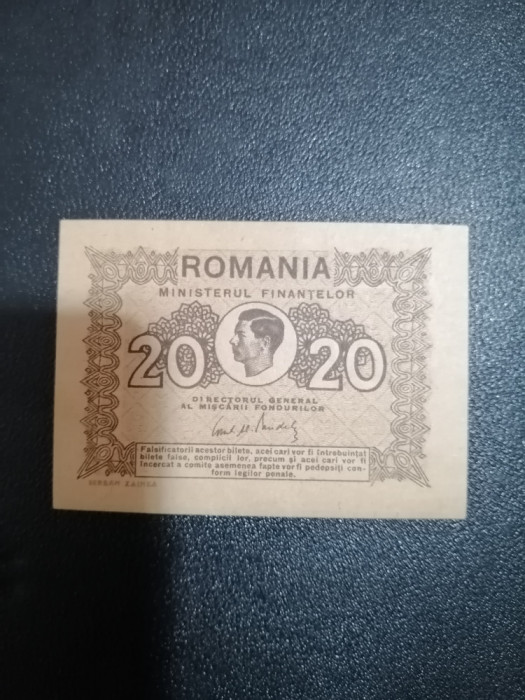 ROMANIA
MINISTERUL FINANȚELOR
20 20
DIRECTORUL GENERAL
AL MIȘCĂRII FONDURILOR
Falsificatorii acestor bilete, acei cari vor fi întrebuințat
bilete false, complicii lor, precum și acei cari vor fi
încercat a comite asemenea fapte vor fi pedepsiți con-
form legilor penale.